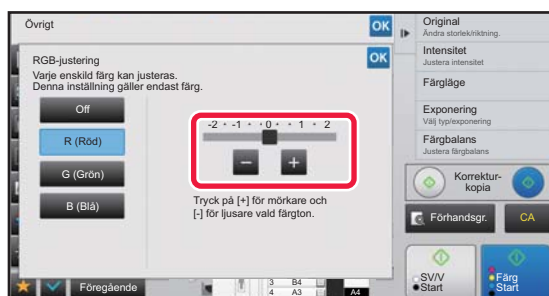 Övrigt
OK
RGB-justering
OK
Varje enskild färg kan justeras.
Denna inställning gäller endast färg.
Off
R (Röd)
G (Grön)
B (Blå)
-2 • -1 • • 0 • • 1 • 2
Tryck på [+] för mörkare och
[-] för ljusare vald färgton.
Föregående
3 B4
4 A3
A4
Original
Ändra storlek/riktning.
Intensitet
Justera intensitet
Färgläge
Exponering
Välj typ/exponering
Färgbalans
Justera färgbalans
Korrektur-
kopia
Förhandsgr.
CA
SV/V
Start
Färg
Start